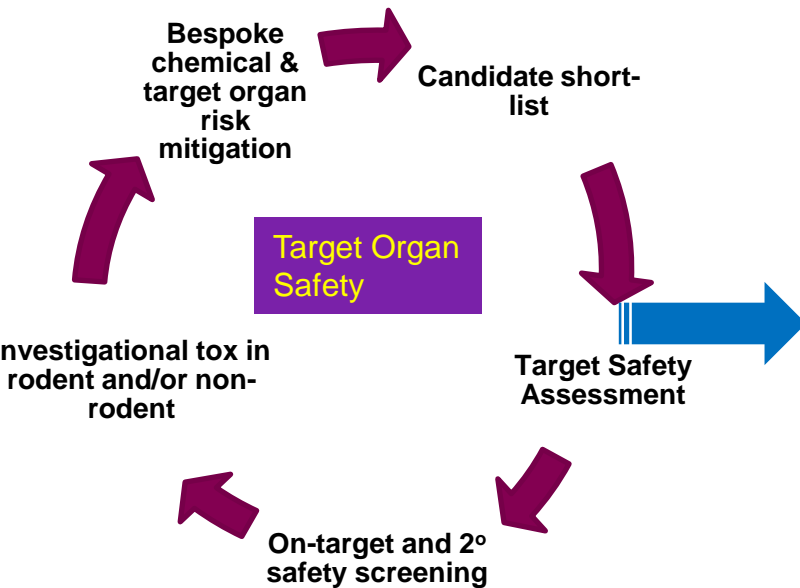 Bespoke
chemical &
target organ
risk
mitigation
Candidate short-
list
Target Organ
Safety
nvestigational tox in
rodent and/or non-
rodent
Target Safety
Assessment
On-target and 2º
safety screening